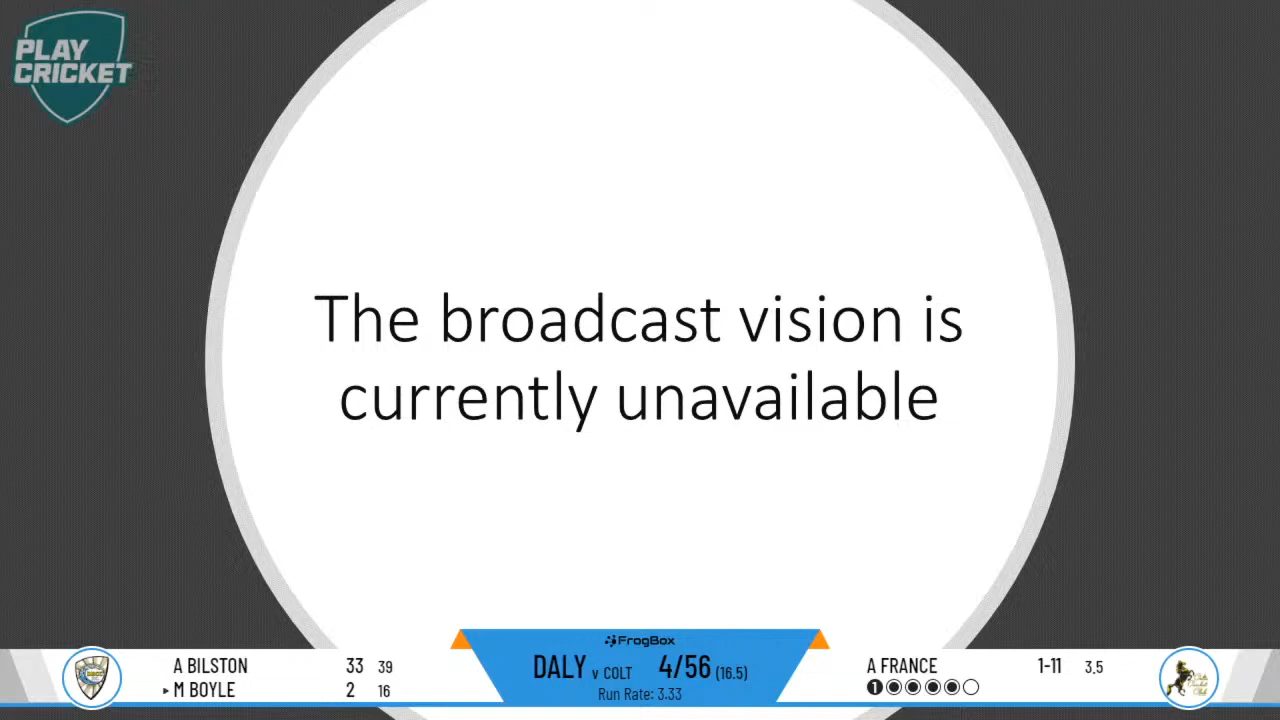 PLAY
CRICKET
The broadcast vision is
currently unavailable
FrogBox
A BILSTON 33 39
▸ M BOYLE 2 16
DALY v COLT 4/56 (16.5)
Run Rate: 3.33
A FRANCE 1-11 3.5
1